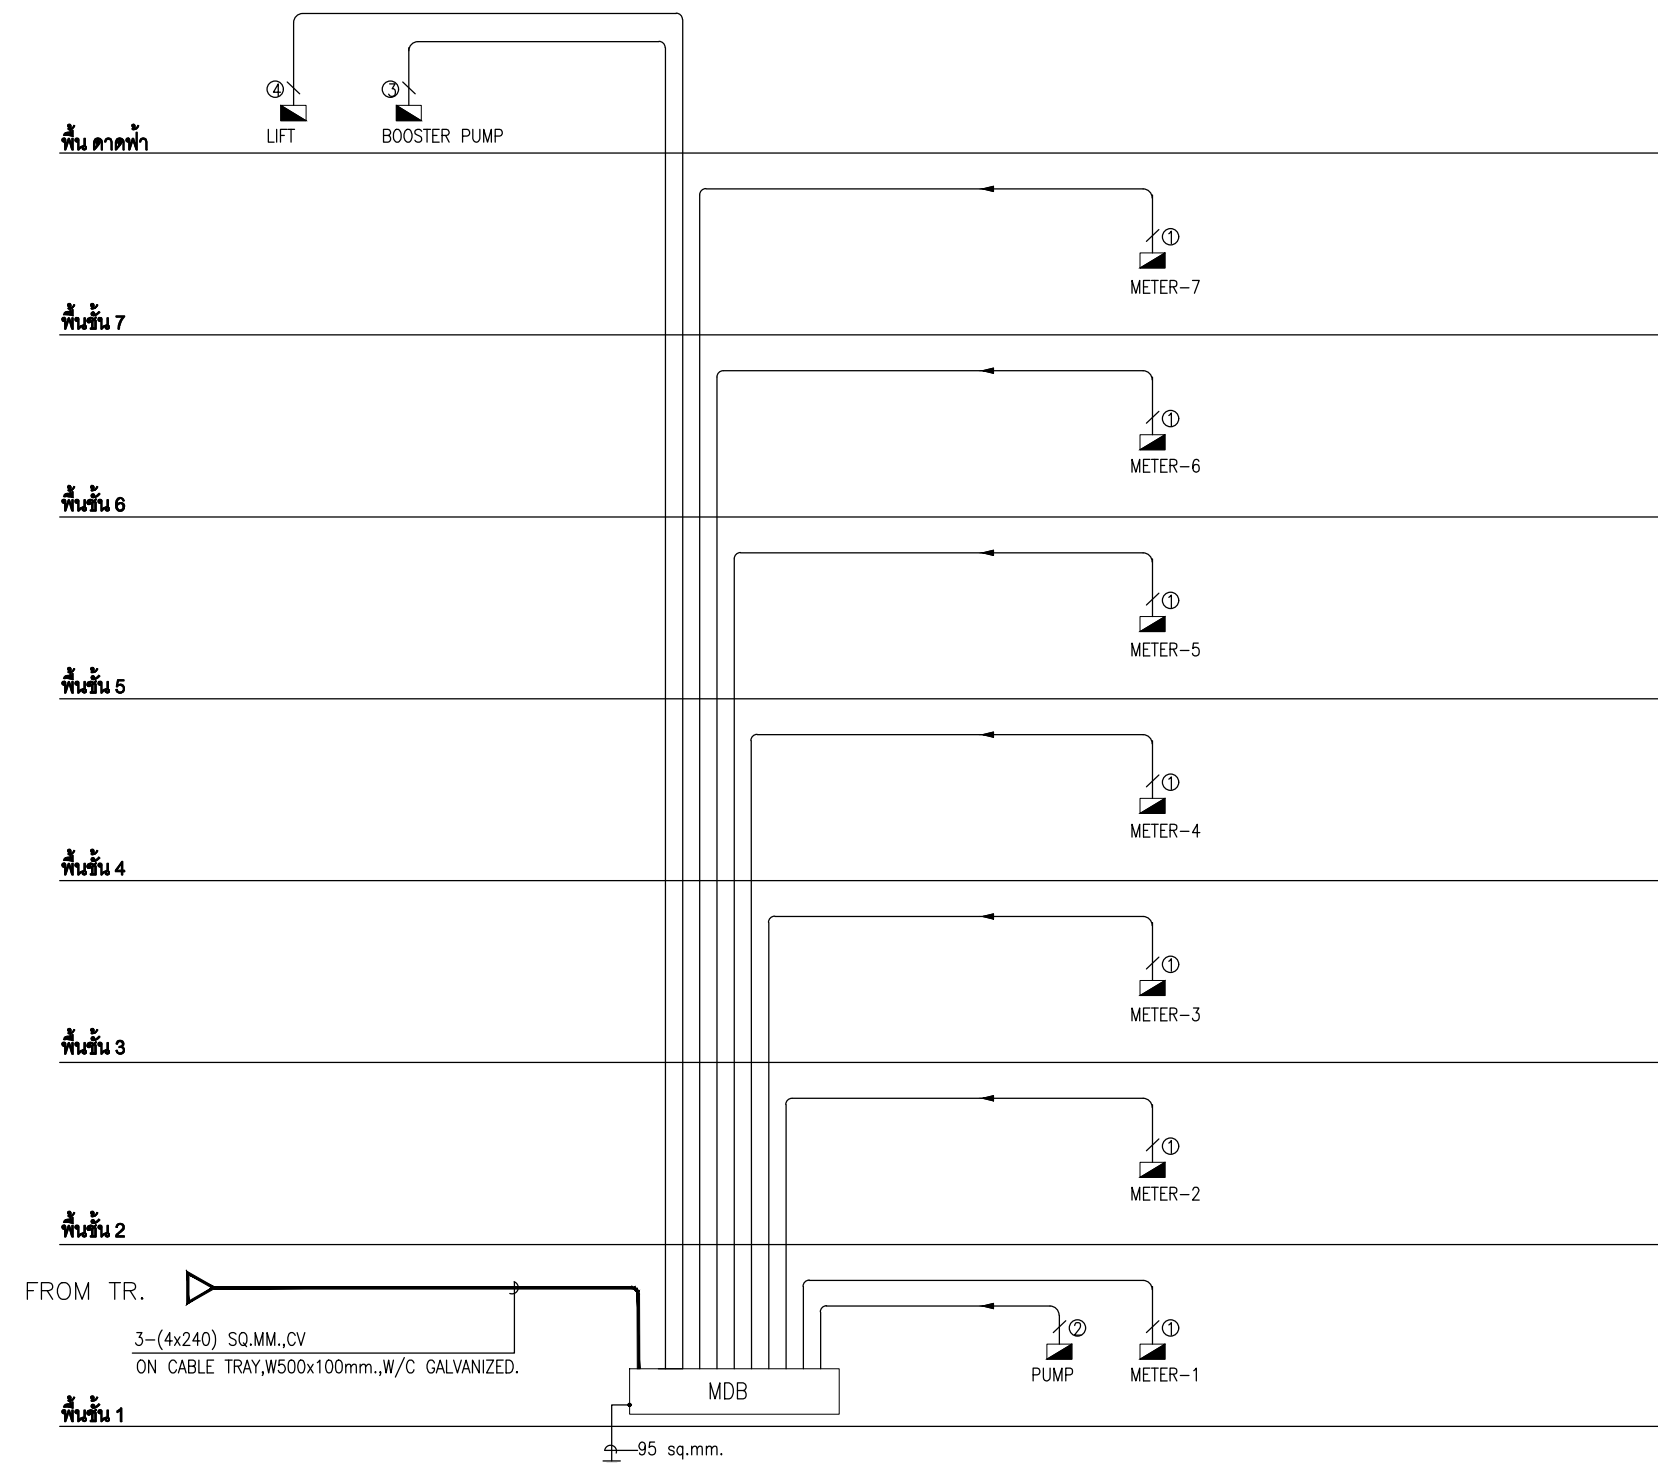 ④ ③
LIFT BOOSTER PUMP
พื้น ดาดฟ้า
①
METER-7
พื้นชั้น 7
①
METER-6
พื้นชั้น 6
①
METER-5
พื้นชั้น 5
①
METER-4
พื้นชั้น 4
①
METER-3
พื้นชั้น 3
①
METER-2
พื้นชั้น 2
FROM TR.
② ①
3-(4x240) SQ.MM.,CV
ON CABLE TRAY,W500x100mm.,W/C GALVANIZED.
PUMP METER-1
MDB
พื้นชั้น 1
95 sq.mm.